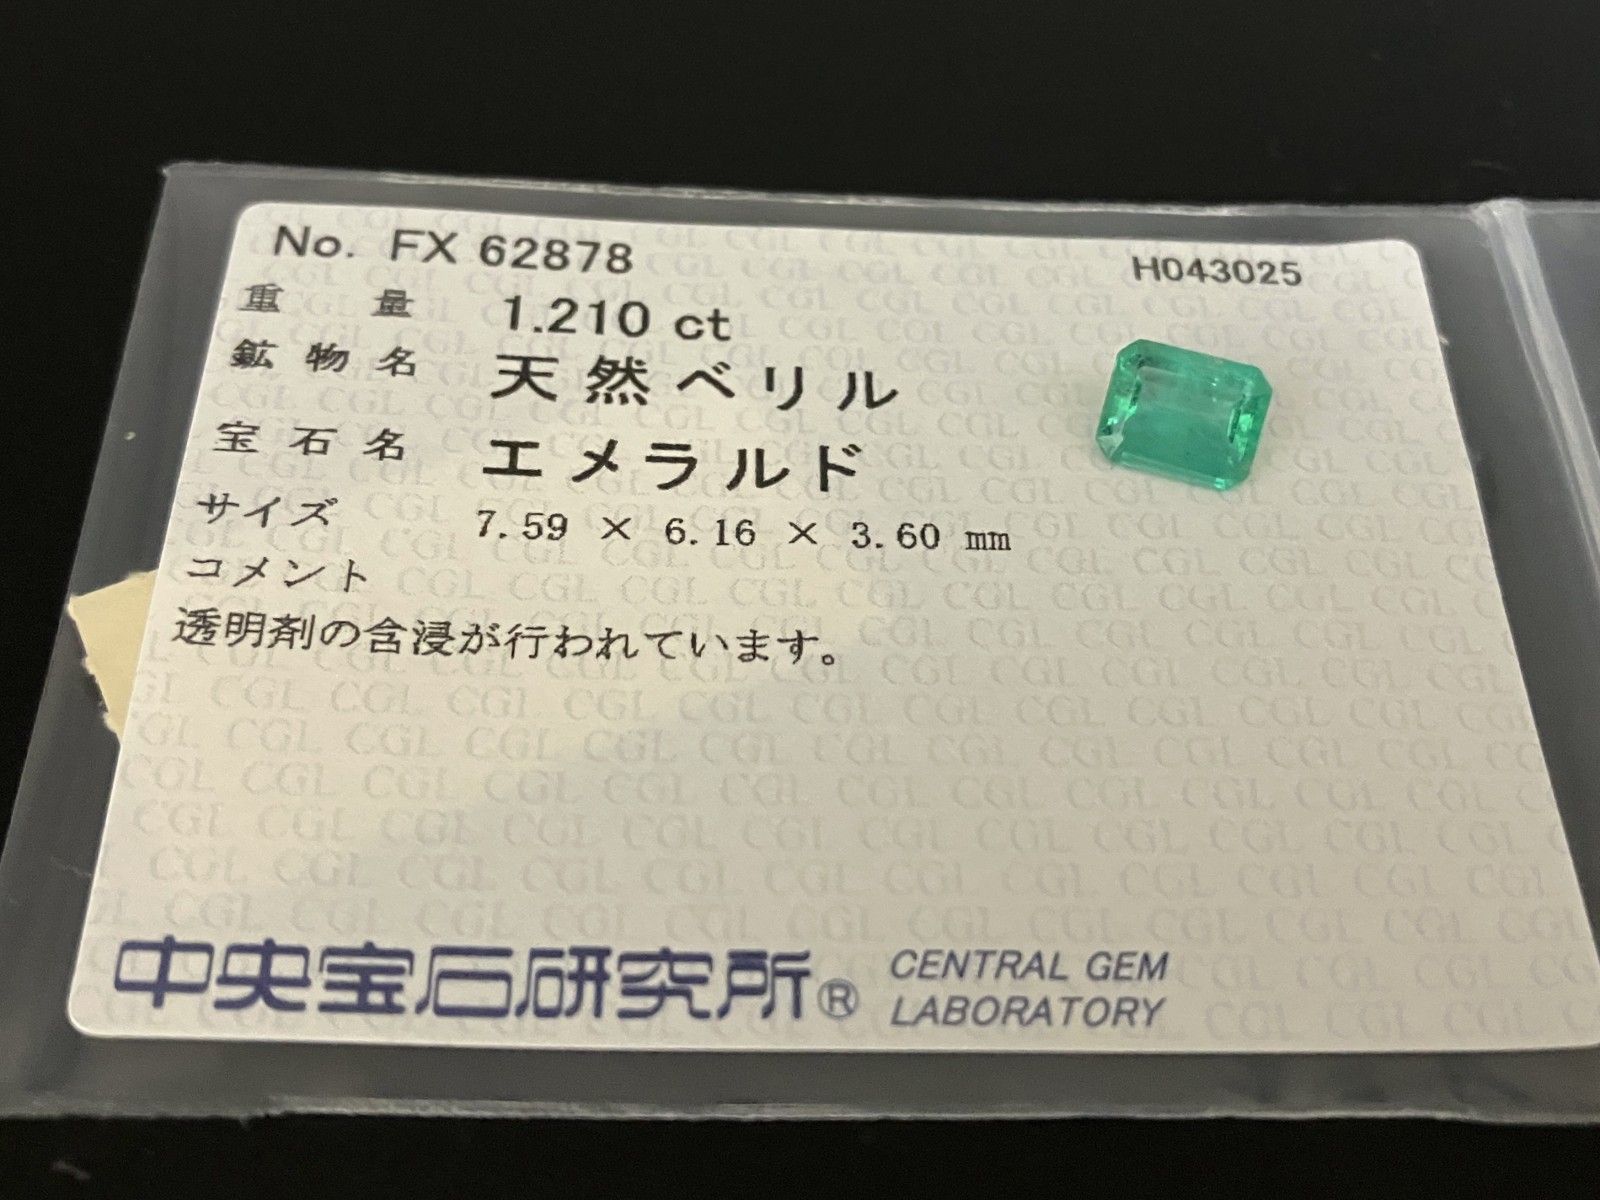 No. FX 62878 H043025
重量 1.210 ct
鉱物名 天然ベリル
宝石名 エメラルド
サイズ 7.59 × 6.16 × 3.60 mm
コメント
透明剤の含浸が行われています。
中央宝石研究所® CENTRAL GEM
LABORATORY